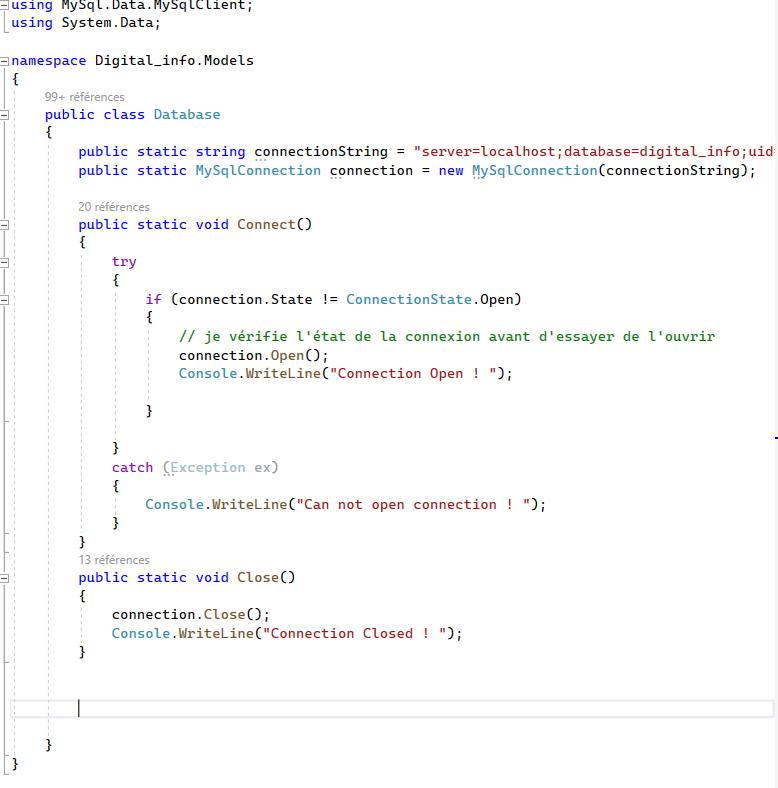 using MySql.Data.MySqlClient;
using System.Data;
namespace Digital_info.Models
{
99+ références
public class Database
{
public static string connectionString = "server=localhost;database=digital_info;uid=
public static MySqlConnection connection = new MySqlConnection(connectionString);
20 références
public static void Connect()
{
try
{
if (connection.State != ConnectionState.Open)
{
// je vérifie l'état de la connexion avant d'essayer de l'ouvrir
connection.Open();
Console.WriteLine("Connection Open ! ");
}
}
catch (Exception ex)
{
Console.WriteLine("Can not open connection ! ");
}
}
13 références
public static void Close()
{
connection.Close();
Console.WriteLine("Connection Closed ! ");
}
}
}